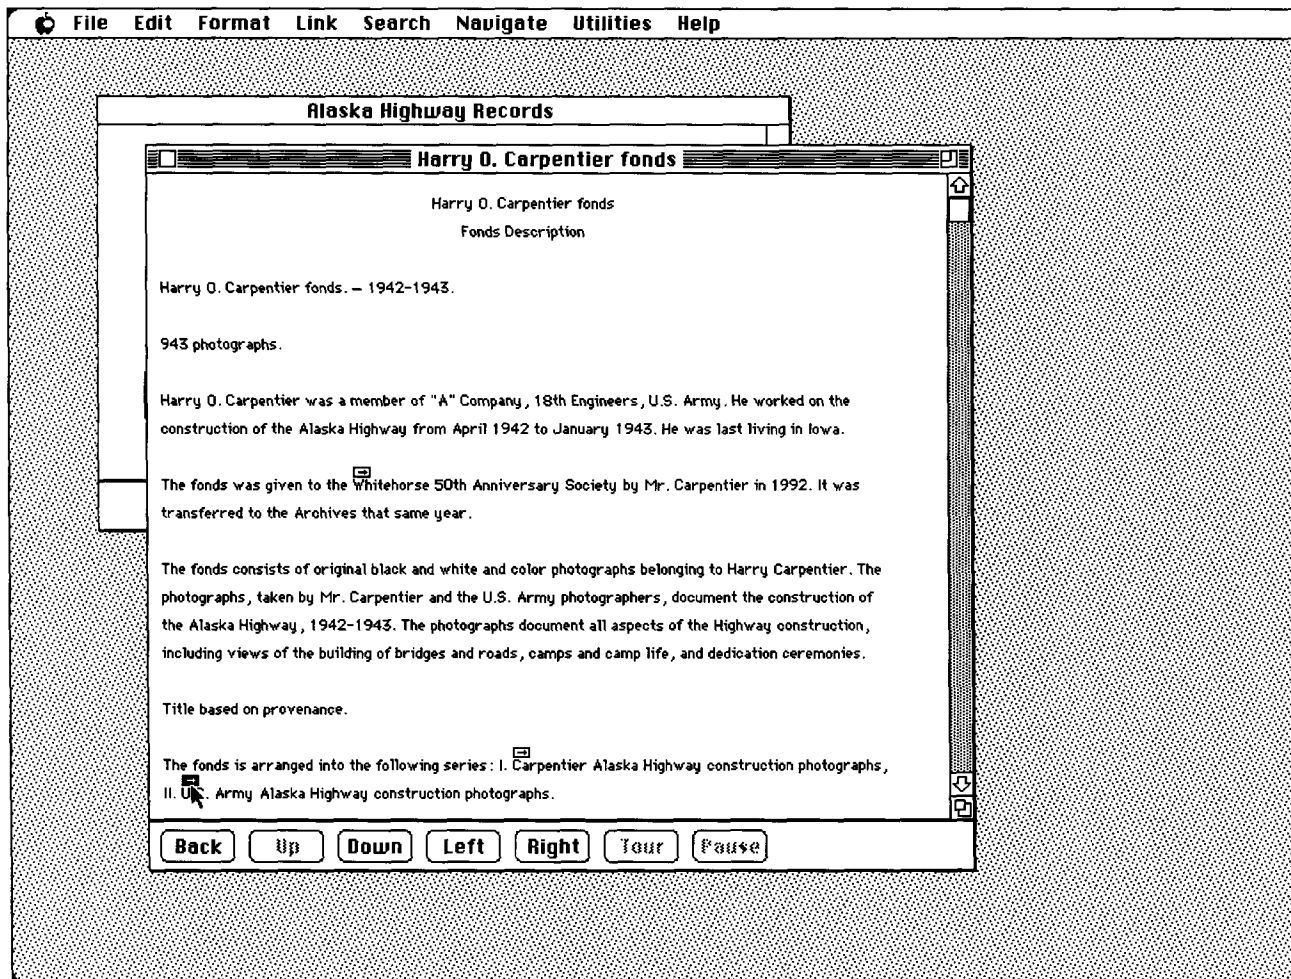 File Edit Format Link Search Navigate Utilities Help
Alaska Highway Records
Harry O. Carpentier fonds
Harry O. Carpentier fonds
Fonds Description
Harry O. Carpentier fonds. – 1942-1943.
943 photographs.
Harry O. Carpentier was a member of "A" Company, 18th Engineers, U.S. Army. He worked on the
construction of the Alaska Highway from April 1942 to January 1943. He was last living in Iowa.
The fonds was given to the Whitehorse 50th Anniversary Society by Mr. Carpentier in 1992. It was
transferred to the Archives that same year.
The fonds consists of original black and white and color photographs belonging to Harry Carpentier. The
photographs, taken by Mr. Carpentier and the U.S. Army photographers, document the construction of
the Alaska Highway, 1942-1943. The photographs document all aspects of the Highway construction,
including views of the building of bridges and roads, camps and camp life, and dedication ceremonies.
Title based on provenance.
The fonds is arranged into the following series: I. Carpentier Alaska Highway construction photographs,
II. U.S. Army Alaska Highway construction photographs.
Back Up Down Left Right Tour Pause